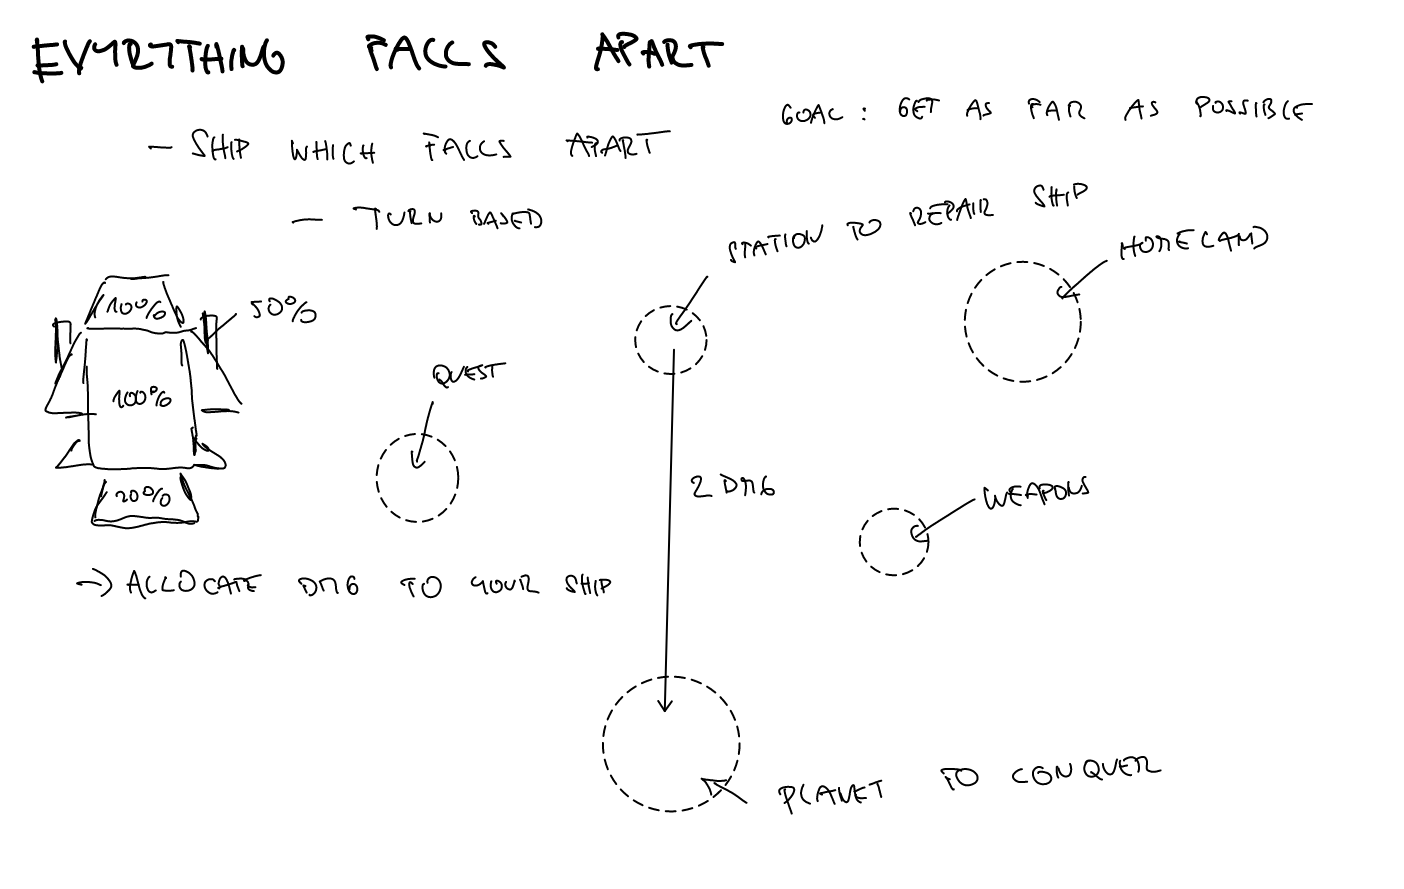 EVERYTHING FALLS APART
GOAL: GET AS FAR AS POSSIBLE
- SHIP WHICH FALLS APART
- TURN BASED
STATION TO REPAIR SHIP
HOMELAND
100%
50%
100%
QUEST
20%
2 DMG
WEAPONS
-> ALLOCATE DMG TO YOUR SHIP
PLANET TO CONQUER